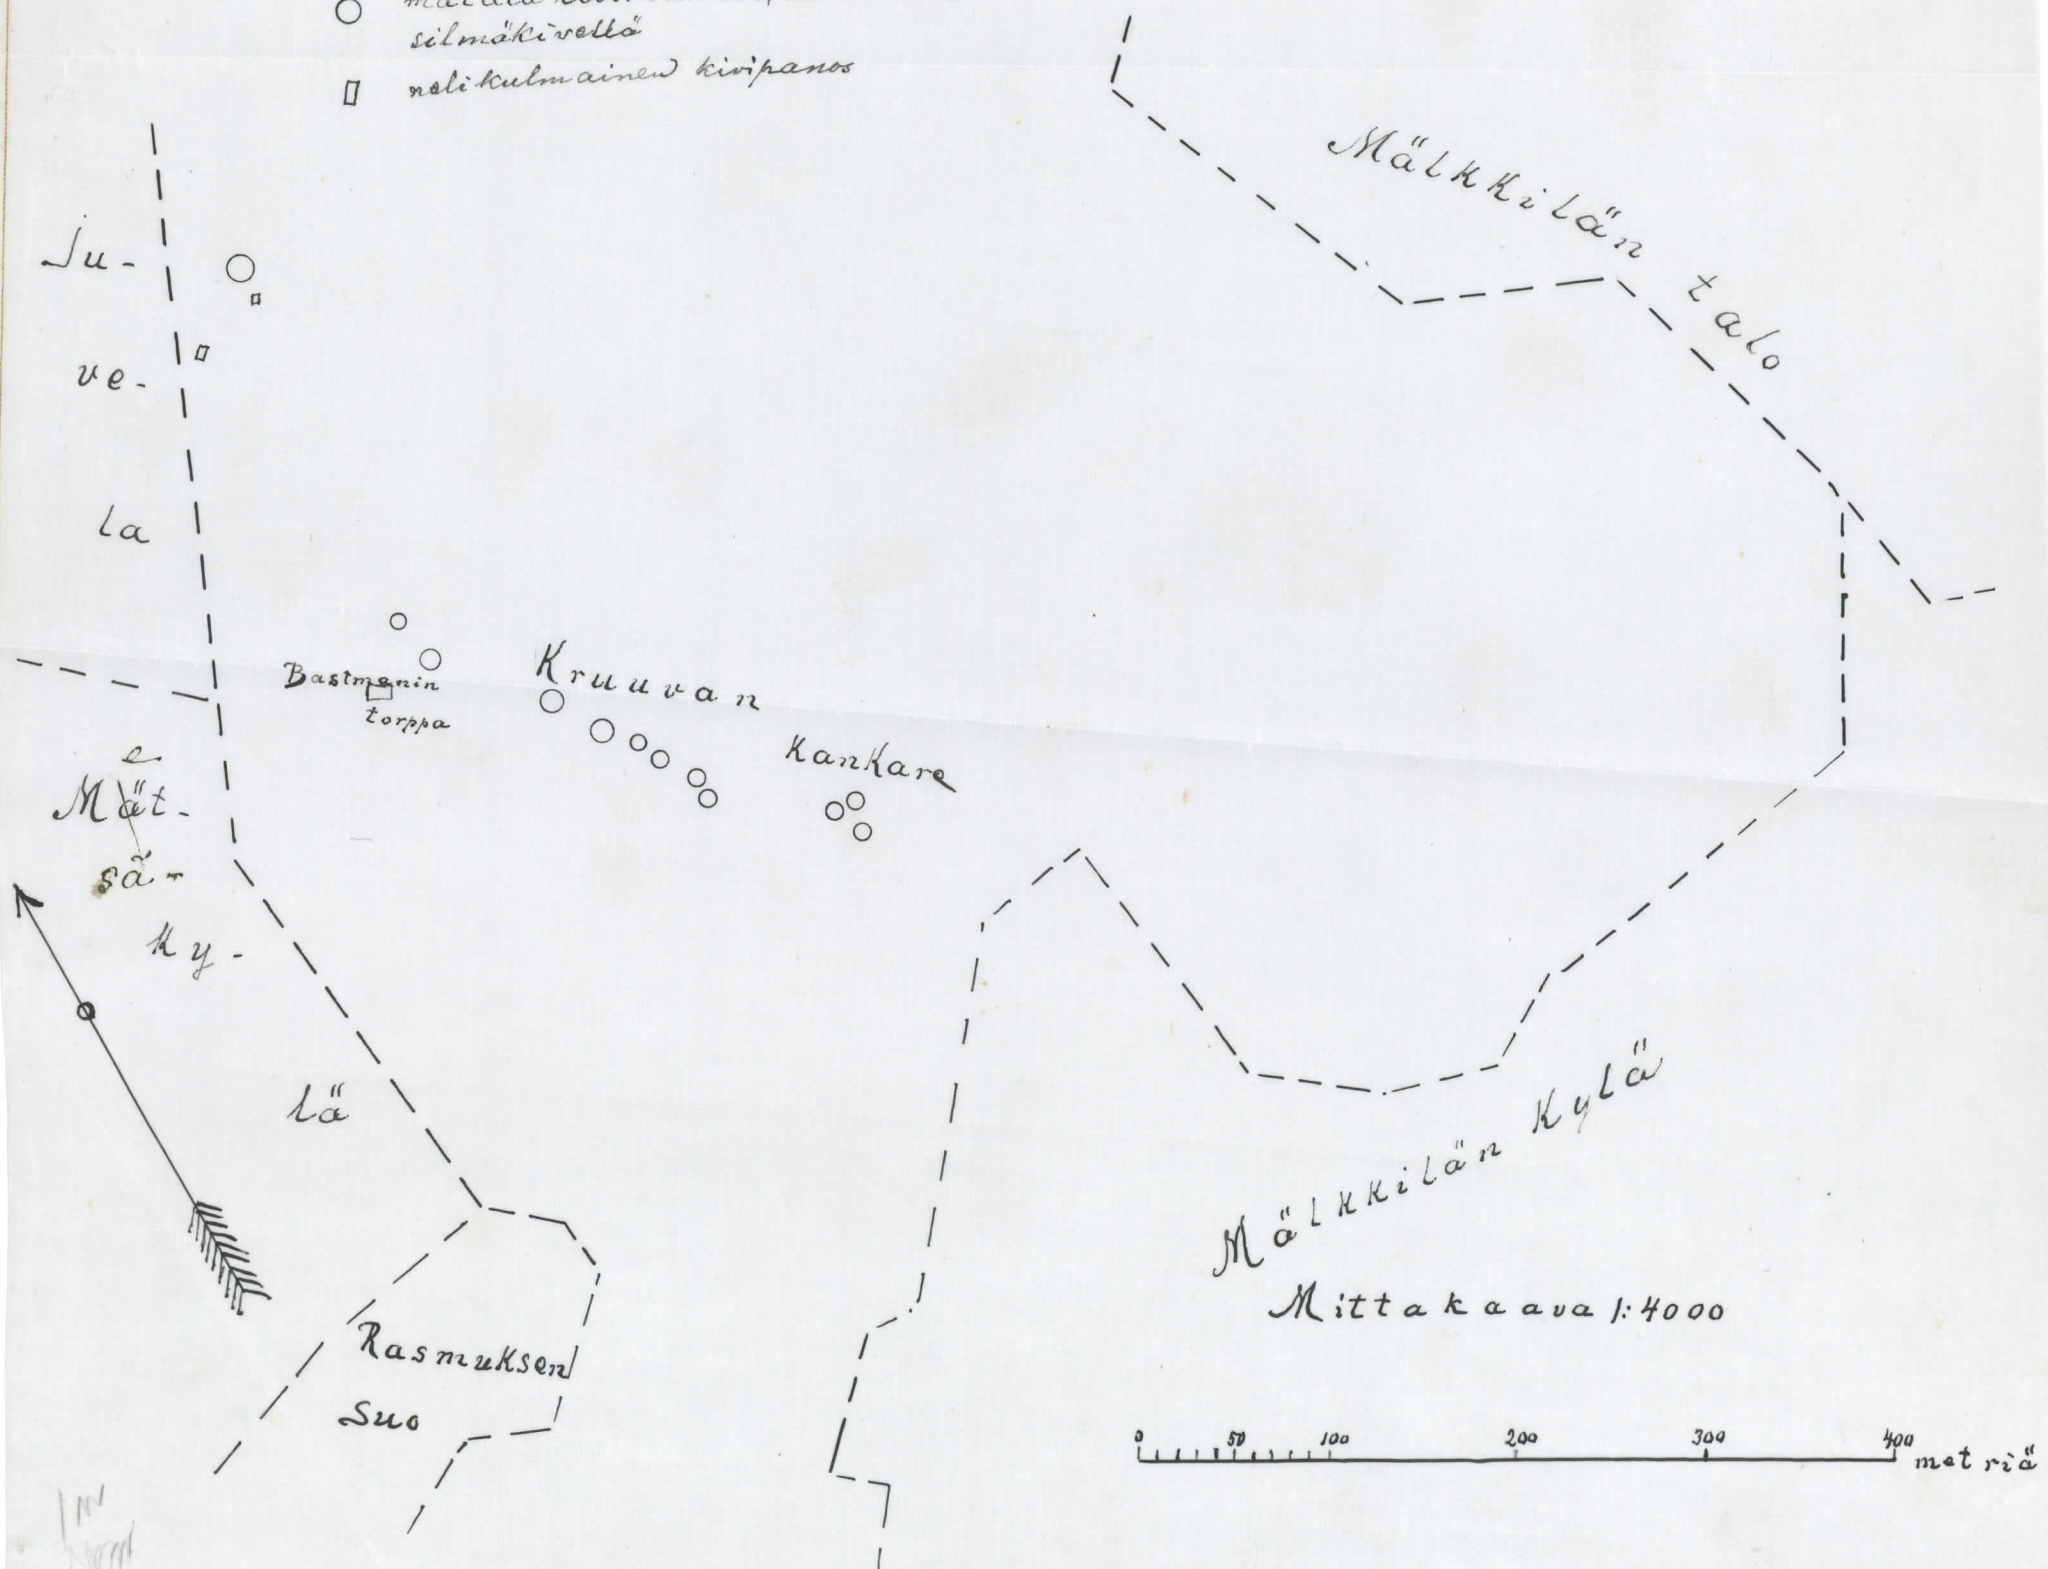 silmäkivellä
nelikulmainen kivipanos
Mälkkilän talo
Ju-
ve-
la
Bastmanin
torppa
Kruuvan
Kankare
e
Mät-
sä-
ky-
lä
Rasmuksen
Suo
Mälkkilän Kylä
Mittakaava 1:4000
0 50 100 200 300 400
metriä